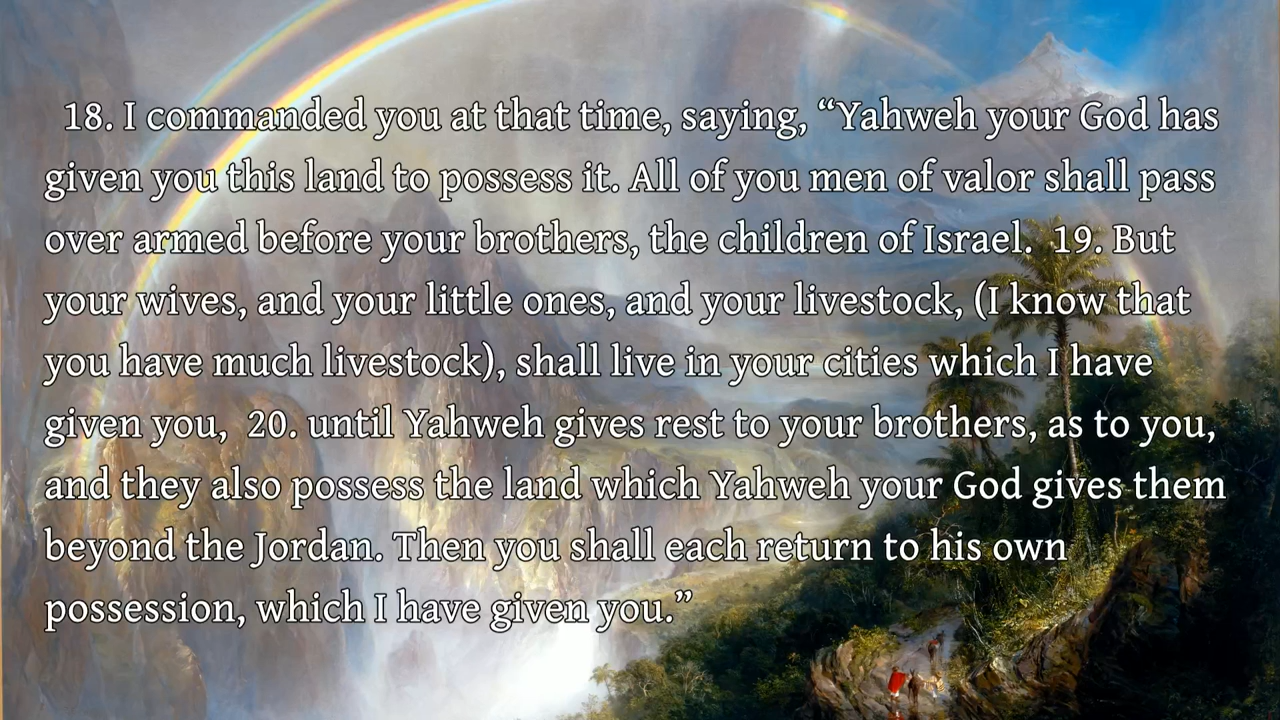 18. I commanded you at that time, saying, “Yahweh your God has
given you this land to possess it. All of you men of valor shall pass
over armed before your brothers, the children of Israel.  19. But
your wives, and your little ones, and your livestock, (I know that
you have much livestock), shall live in your cities which I have
given you,  20. until Yahweh gives rest to your brothers, as to you,
and they also possess the land which Yahweh your God gives them
beyond the Jordan. Then you shall each return to his own
possession, which I have given you.”